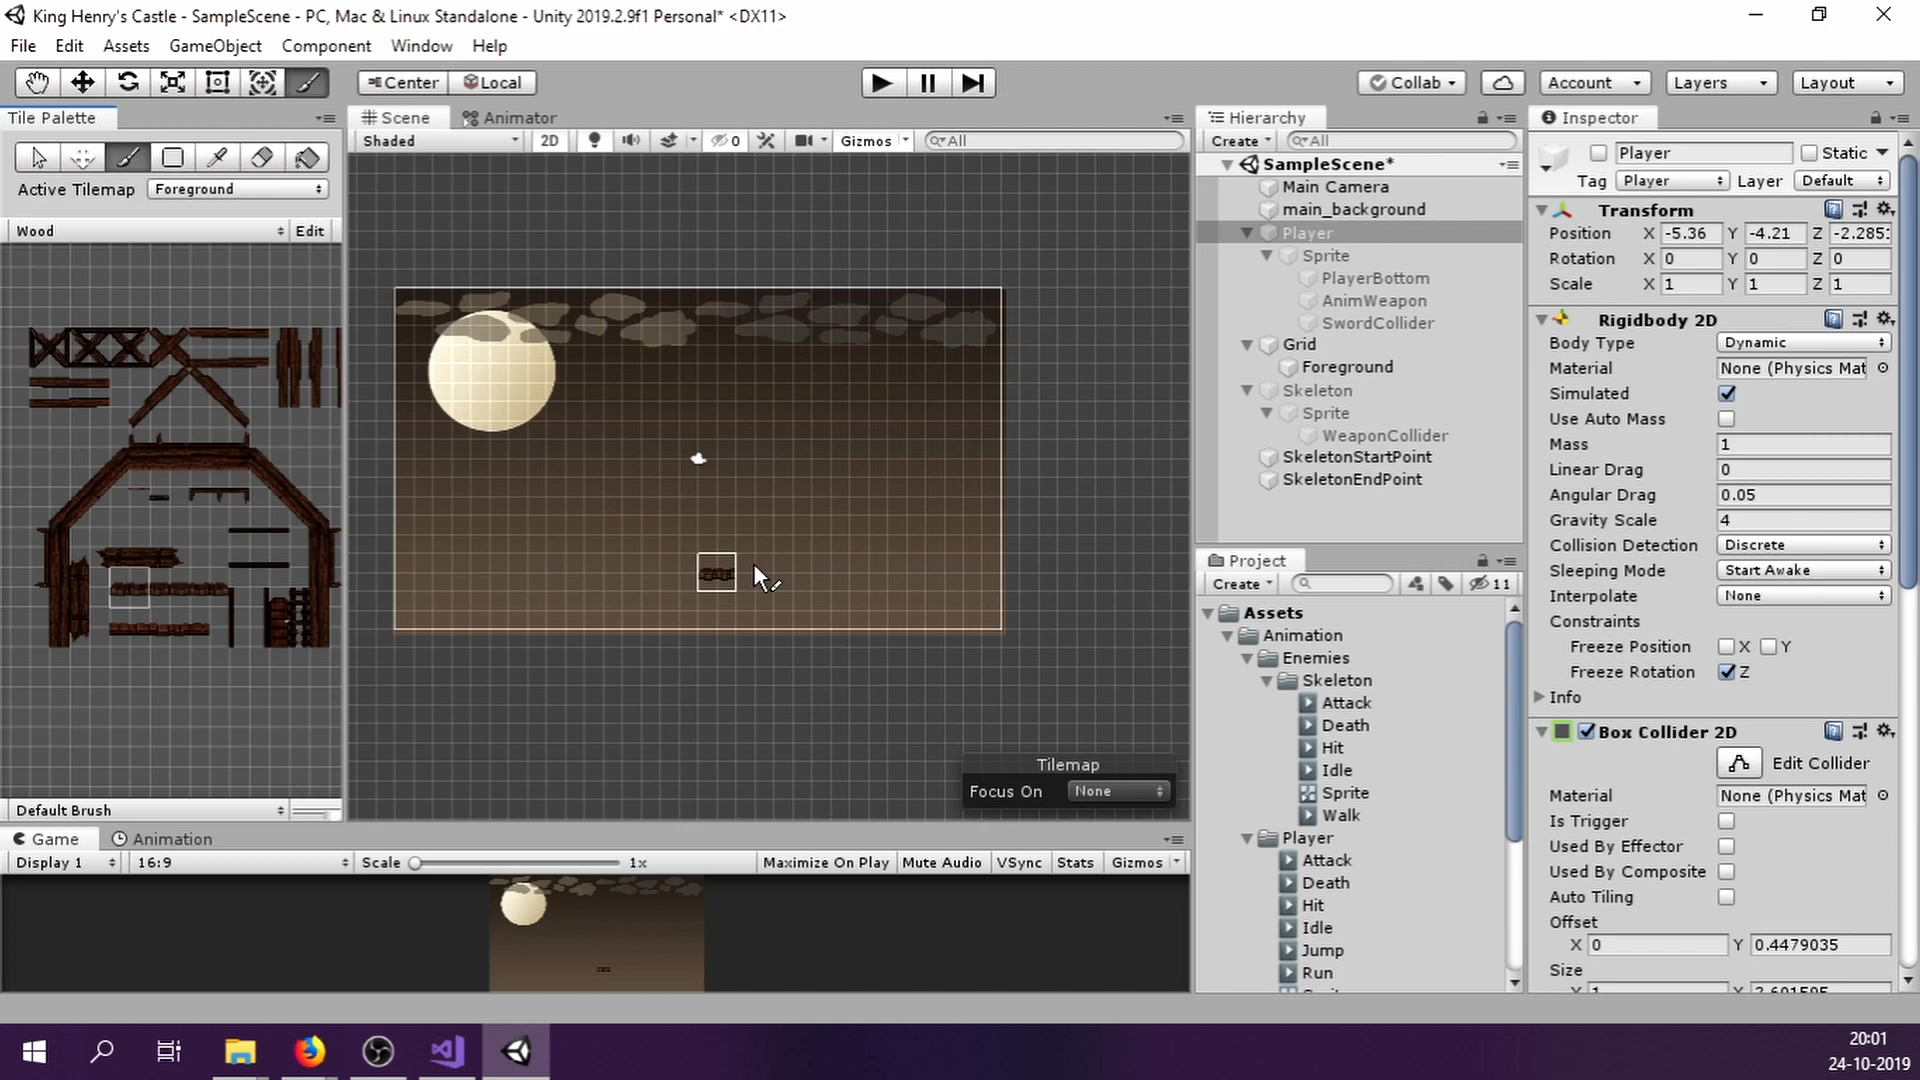 King Henry's Castle - SampleScene - PC, Mac & Linux Standalone - Unity 2019.2.9f1 Personal* <DX11>
File Edit Assets GameObject Component Window Help
Center Local Collab Account Layers Layout
Tile Palette
Active Tilemap Foreground
Wood Edit
Default Brush
Scene Animator
Shaded 2D 0 Gizmos All
Tilemap
Focus On None
Game Animation
Display 1 16:9 Scale 1x Maximize On Play Mute Audio VSync Stats Gizmos
Hierarchy
Create All
SampleScene*
Main Camera
main_background
Player
Sprite
PlayerBottom
AnimWeapon
SwordCollider
Grid
Foreground
Skeleton
Sprite
WeaponCollider
SkeletonStartPoint
SkeletonEndPoint
Project
Create 11
Assets
Animation
Enemies
Skeleton
Attack
Death
Hit
Idle
Sprite
Walk
Player
Attack
Death
Hit
Idle
Jump
Run
Inspector
Player Static
Tag Player Layer Default
Transform
Position X -5.36 Y -4.21 Z -2.2851
Rotation X 0 Y 0 Z 0
Scale X 1 Y 1 Z 1
Rigidbody 2D
Body Type Dynamic
Material None (Physics Mat
Simulated
Use Auto Mass
Mass 1
Linear Drag 0
Angular Drag 0.05
Gravity Scale 4
Collision Detection Discrete
Sleeping Mode Start Awake
Interpolate None
Constraints
Freeze Position X Y
Freeze Rotation Z
Info
Box Collider 2D
Edit Collider
Material None (Physics Mat
Is Trigger
Used By Effector
Used By Composite
Auto Tiling
Offset
X 0 Y 0.4479035
Size
20:01
24-10-2019